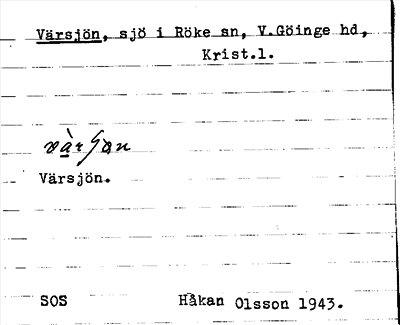 Värsjön, sjö i Röke sn, V.Göinge hd,
Krist.l.
Värsjön.
SOS Håkan Olsson 1943.